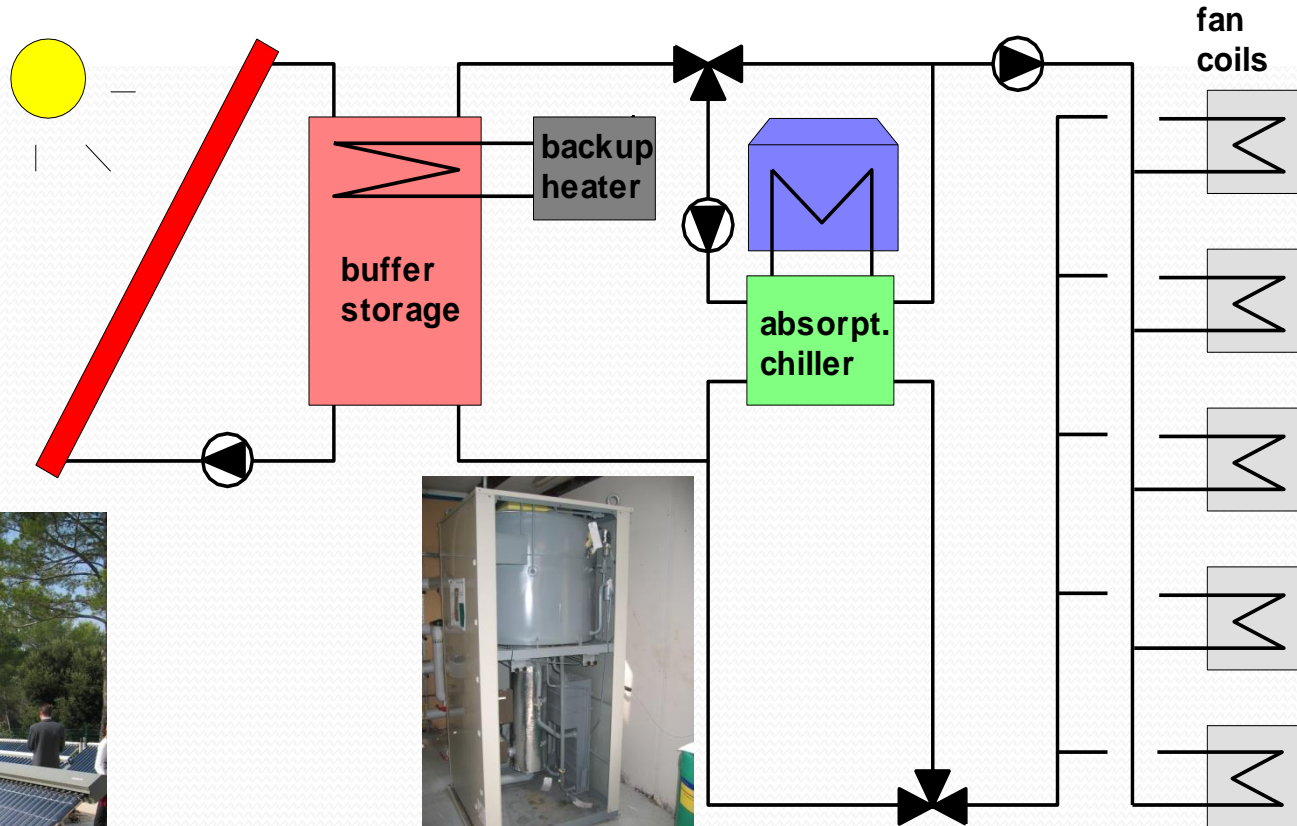 fan
coils
backup
heater
buffer
storage
absorpt.
chiller